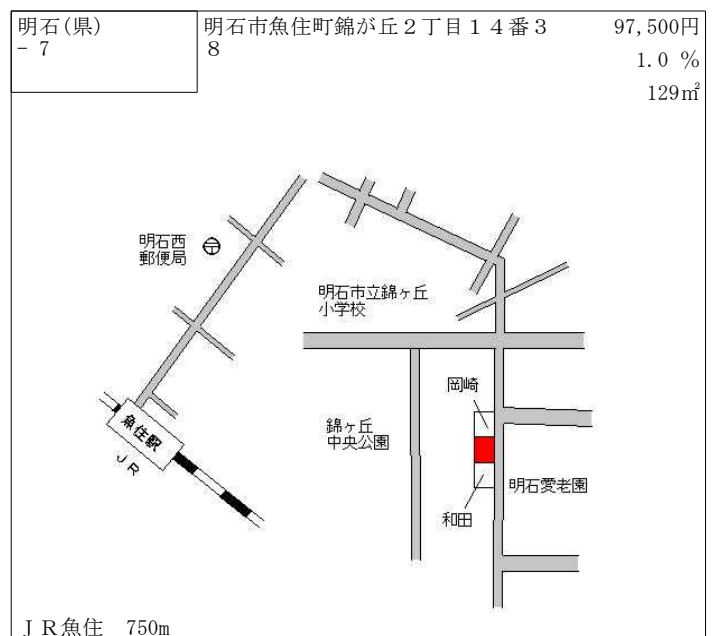 明石(県)
－７
明石市魚住町錦が丘２丁目１４番３
８
97,500円
1.0 %
129㎡
明石西
郵便局
明石市立錦ヶ丘
小学校
岡崎
錦ヶ丘
中央公園
魚住駅
ＪＲ
明石愛老園
和田
ＪＲ魚住　750m